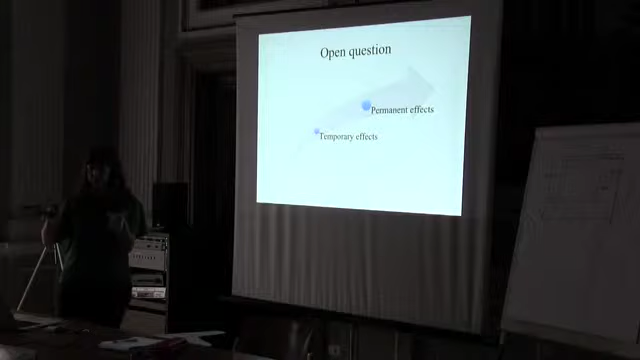 Open question
Permanent effects
Temporary effects